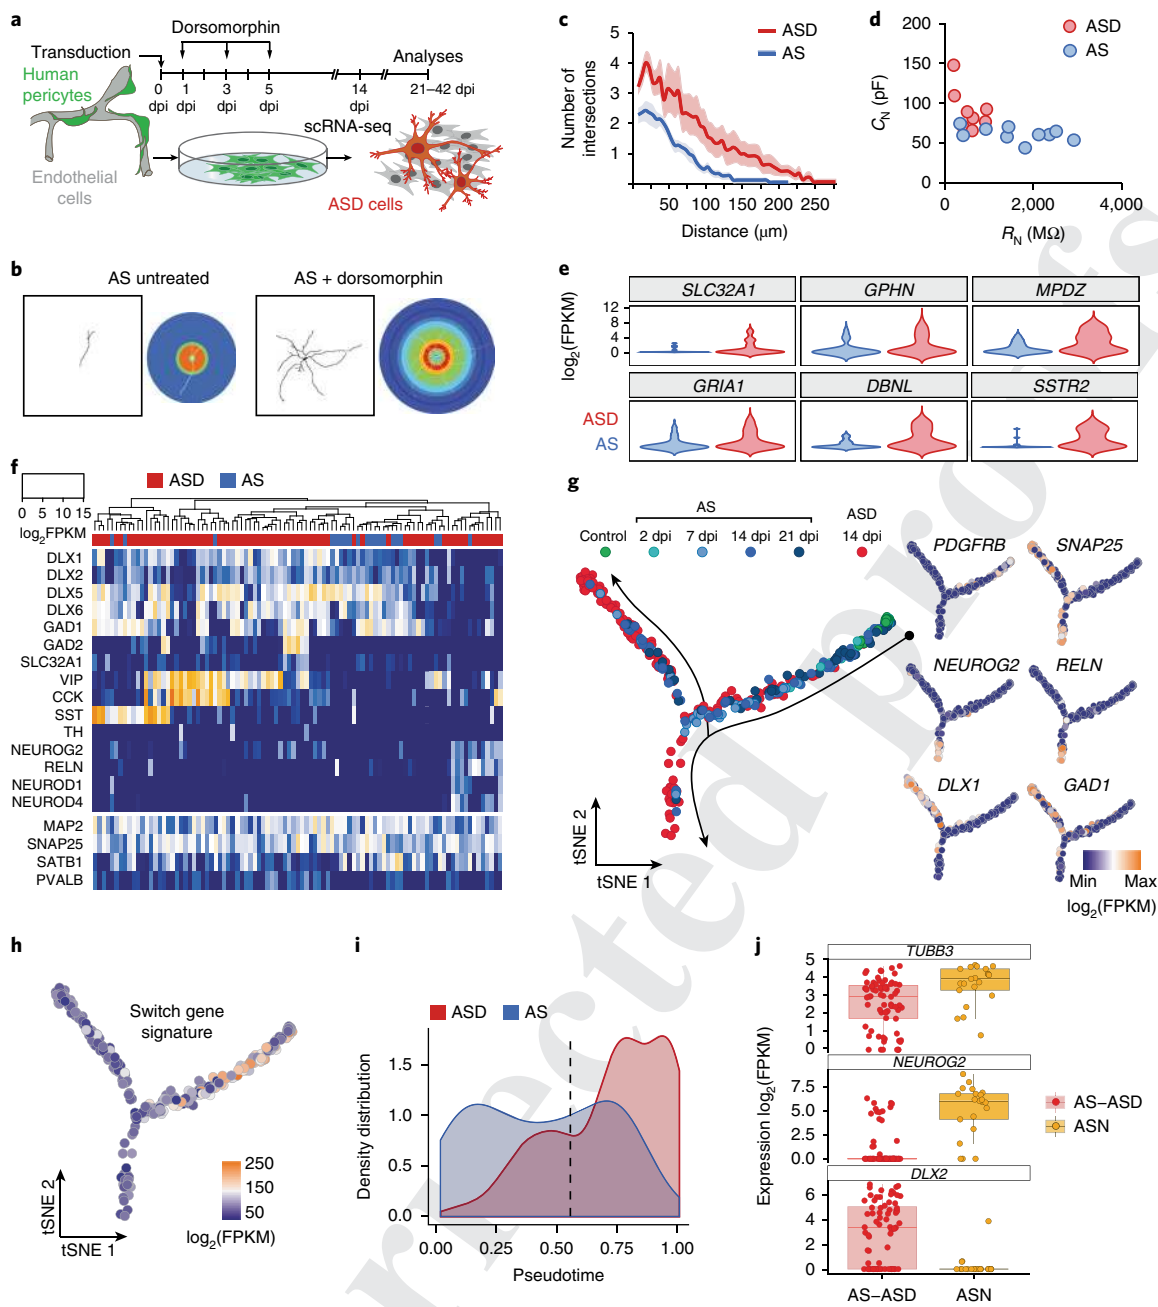 a
Dorsomorphin
Transduction
Analyses
Human
pericytes
0 1 3 5 14 21–42 dpi
dpi dpi dpi dpi dpi
scRNA-seq
Endothelial
cells
ASD cells
b
AS untreated
AS + dorsomorphin
c
ASD
AS
Number of
intersections
5
4
3
2
1
0 50 100 150 200 250
Distance (μm)
d
ASD
AS
C_N (pF)
200
150
100
50
0
0 2,000 4,000
R_N (MΩ)
e
SLC32A1 GPHN MPDZ
log2(FPKM)
12
8
4
0
GRIA1 DBNL SSTR2
ASD
AS
f
ASD AS
0 5 10 15
log2FPKM
DLX1
DLX2
DLX5
DLX6
GAD1
GAD2
SLC32A1
VIP
CCK
SST
TH
NEUROG2
RELN
NEUROD1
NEUROD4
MAP2
SNAP25
SATB1
PVALB
g
AS ASD
Control 2 dpi 7 dpi 14 dpi 21 dpi 14 dpi
PDGFRB SNAP25
NEUROG2 RELN
DLX1 GAD1
tSNE 2
tSNE 1
Min Max
log2(FPKM)
h
Switch gene
signature
250
150
50
log2(FPKM)
tSNE 2
tSNE 1
i
ASD AS
Density distribution
1.5
1.0
0.5
0.0
0.00 0.25 0.50 0.75 1.00
Pseudotime
j
TUBB3
5
4
3
2
1
0
NEUROG2
7.5
5.0
2.5
0.0
DLX2
6
4
2
0
Expression log2(FPKM)
AS–ASD
ASN
AS–ASD ASN